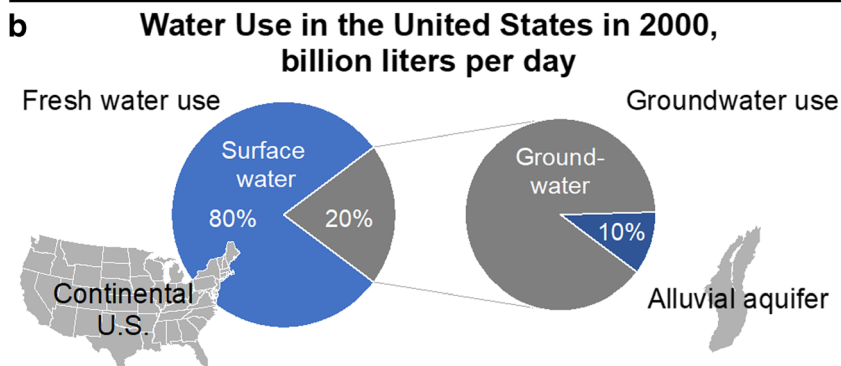 b
Water Use in the United States in 2000,
billion liters per day
Fresh water use
Groundwater use
Surface
water
80%
20%
Ground-
water
10%
Continental
U.S.
Alluvial aquifer